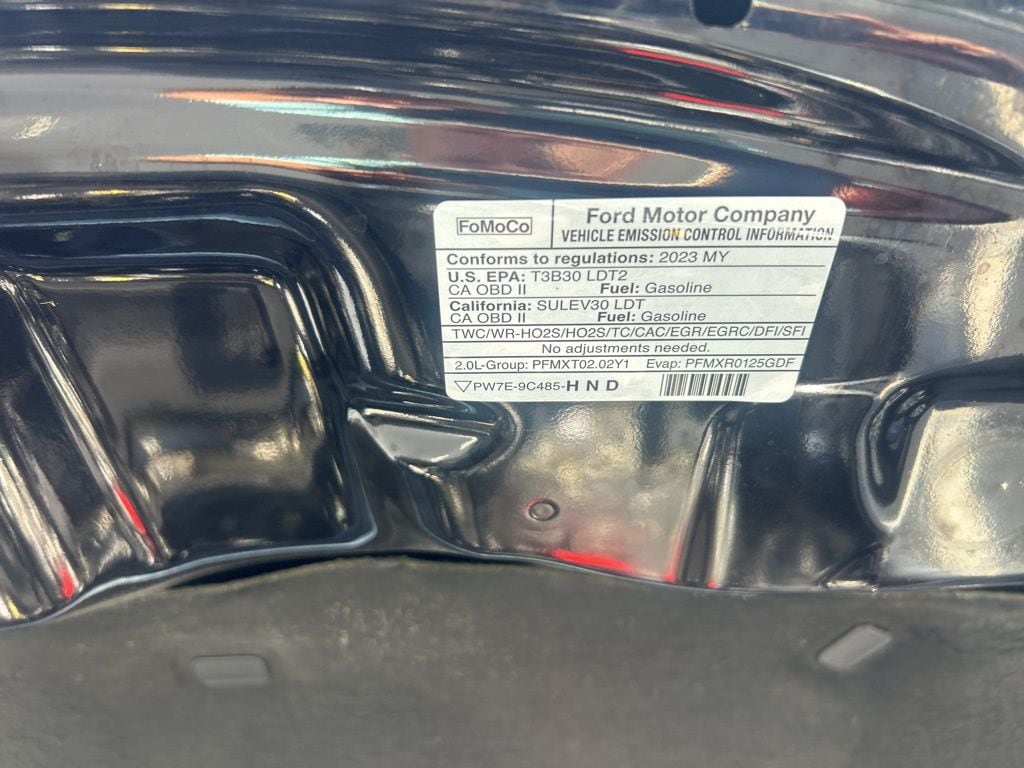 FoMoCo
Ford Motor Company
VEHICLE EMISSION CONTROL INFORMATION
Conforms to regulations: 2023 MY
U.S. EPA: T3B30 LDT2
CA OBD II Fuel: Gasoline
California: SULEV30 LDT
CA OBD II Fuel: Gasoline
TWC/WR-HO2S/HO2S/TC/CAC/EGR/EGRC/DFI/SFI
No adjustments needed.
2.0L-Group: PFMXT02.02Y1 Evap: PFMXR0125GDF
PW7E-9C485-HND